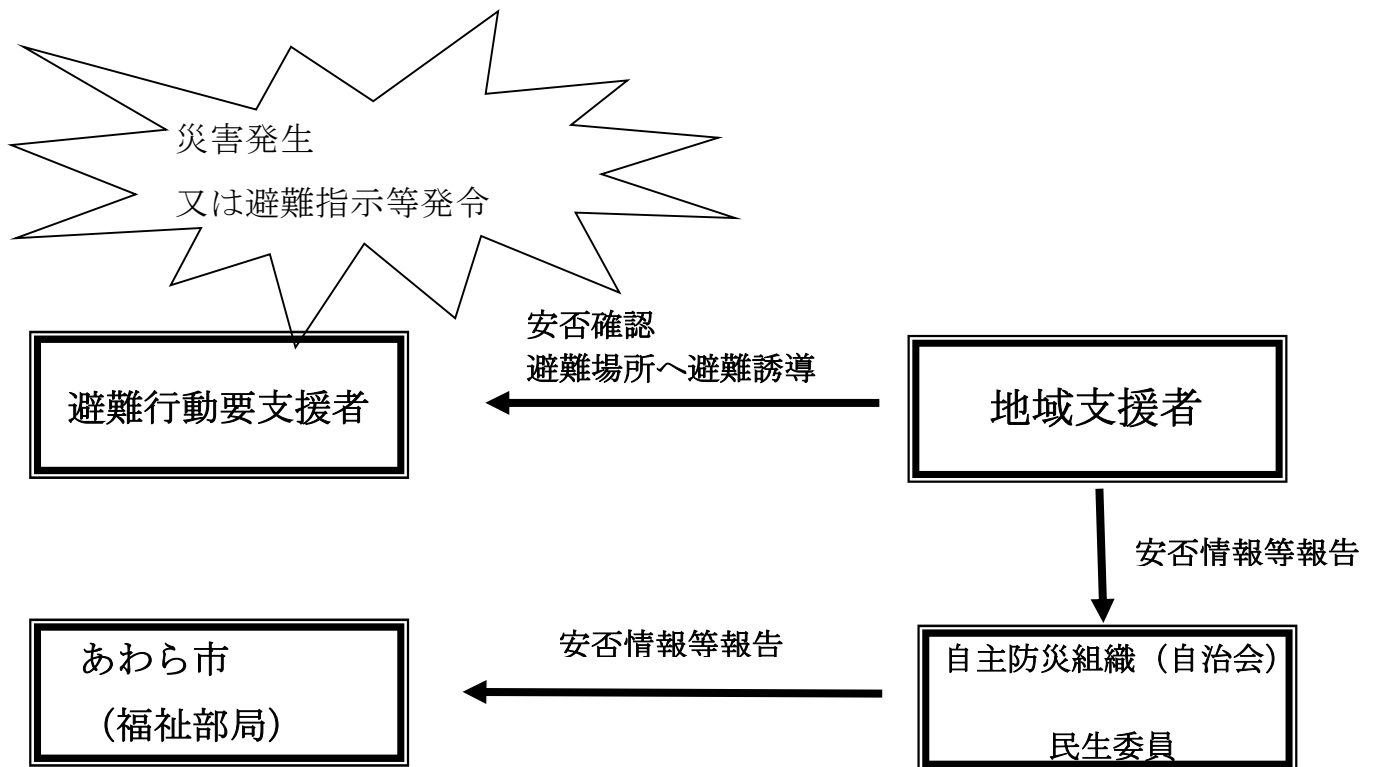 災害発生
又は避難指示等発令
安否確認
避難場所へ避難誘導
避難行動要支援者
地域支援者
安否情報等報告
安否情報等報告
あわら市
（福祉部局）
自主防災組織（自治会）
民生委員